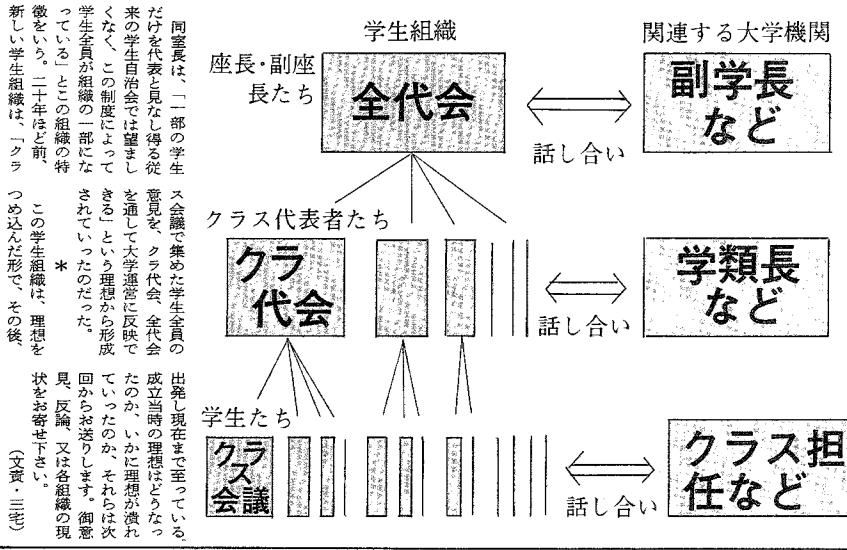 学生組織
関連する大学機関
座長・副座
長たち
全代会
話し合い
副学長
など
クラス代表者たち
クラ
代会
話し合い
学類長
など
学生たち
クラス
会議
話し合い
クラス担
任など
同室長は、「一部の学生
だけを代表と見なし得る従
来の学生自治会では望まし
くなく、この制度によって
学生全員が組織の一部にな
っている」とこの組織の特
徴をいう。二十年ほど前、
新しい学生組織は、「クラ
ス会議で集めた学生全員の
意見を、クラ代会、全代会
を通して大学運営に反映で
きる」という理想から形成
されていったのだった。
*
この学生組織は、理想を
つめ込んだ形で、その後、
出発し現在まで至っている。
成立当時の理想はどうなっ
たのか、いかに理想が潰れ
ていったのか、それらは次
回からお送りします。御意
見、反論、又は各組織の現
状をお寄せ下さい。
(文責・三宅)